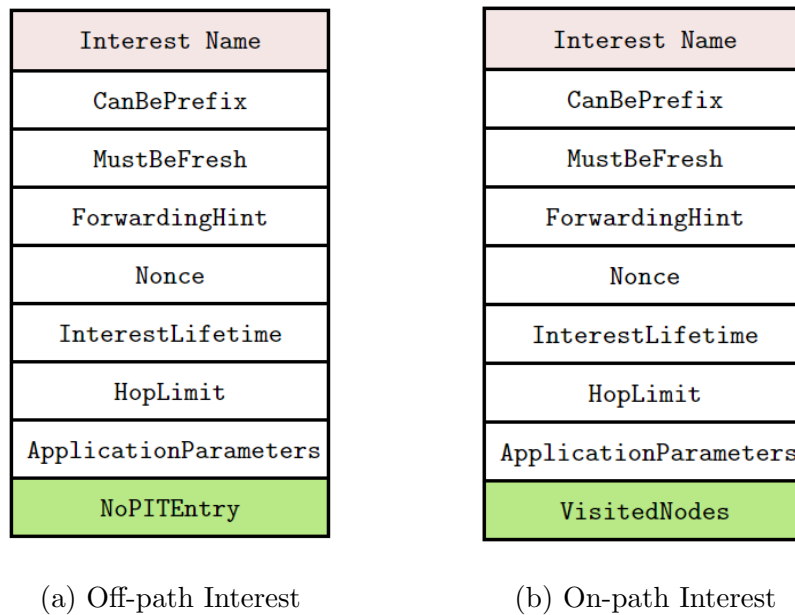 Interest Name
CanBePrefix
MustBeFresh
ForwardingHint
Nonce
InterestLifetime
HopLimit
ApplicationParameters
NoPITEntry
(a) Off-path Interest
Interest Name
CanBePrefix
MustBeFresh
ForwardingHint
Nonce
InterestLifetime
HopLimit
ApplicationParameters
VisitedNodes
(b) On-path Interest